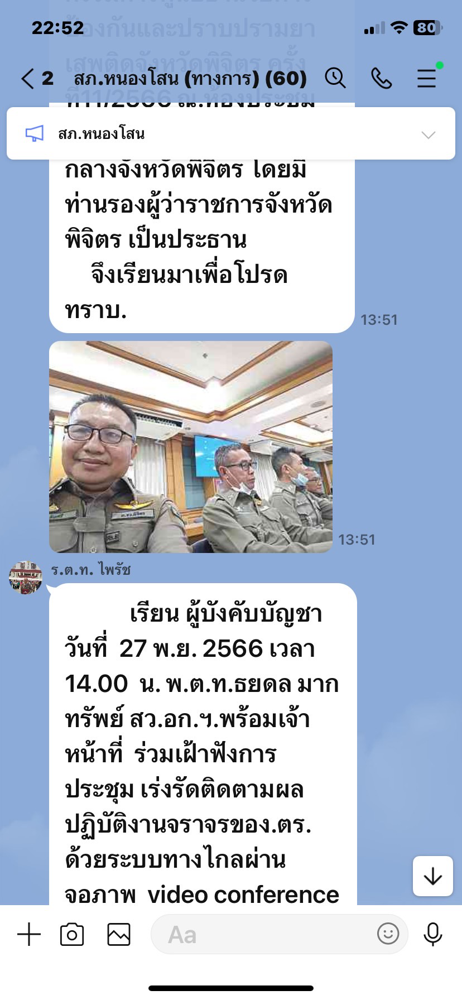 22:52
80
ป้องกันและปราบปรามยา
เสพติดจังหวัดพิจิตร ครั้ง
2 สภ.หนองโสน (ทางการ) (60)
ที่11/2566 ณ.ห้องประชุม
สภ.หนองโสน
กลางจังหวัดพิจิตร โดยมี
ท่านรองผู้ว่าราชการจังหวัด
พิจิตร เป็นประธาน
จึงเรียนมาเพื่อโปรด
ทราบ.
13:51
13:51
ร.ต.ท. ไพรัช
เรียน ผู้บังคับบัญชา
วันที่ 27 พ.ย. 2566 เวลา
14.00 น. พ.ต.ท.ธยดล มาก
ทรัพย์ สว.อก.ฯ.พร้อมเจ้า
หน้าที่ ร่วมเฝ้าฟังการ
ประชุม เร่งรัดติดตามผล
ปฏิบัติงานจราจรของ.ตร.
ด้วยระบบทางไกลผ่าน
จอภาพ video conference
Aa